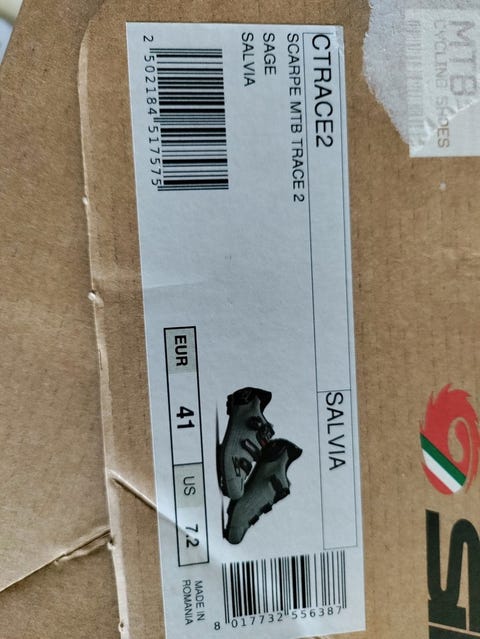 CTRACE2
SALVIA
SCARPE MTB TRACE 2
SAGE
SALVIA
2 502184 517575
EUR 41 US 7.2
MADE IN
ROMANIA
8 017732 556387
CYCLING SHOES